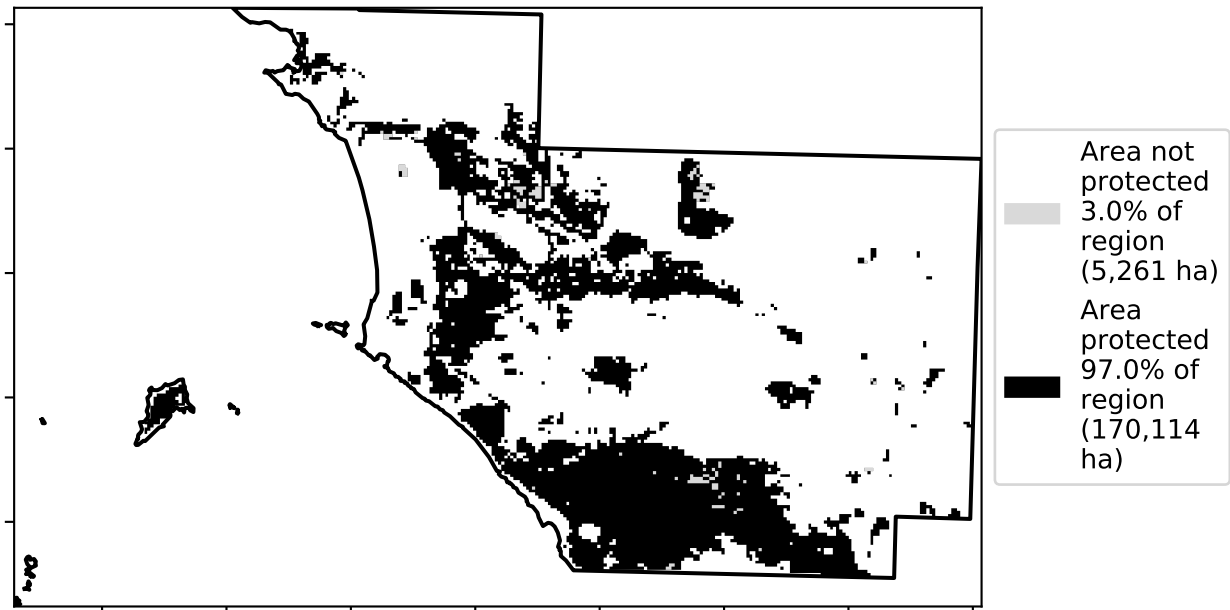 Area not
protected
3.0% of
region
(5,261 ha)
Area
protected
97.0% of
region
(170,114
ha)